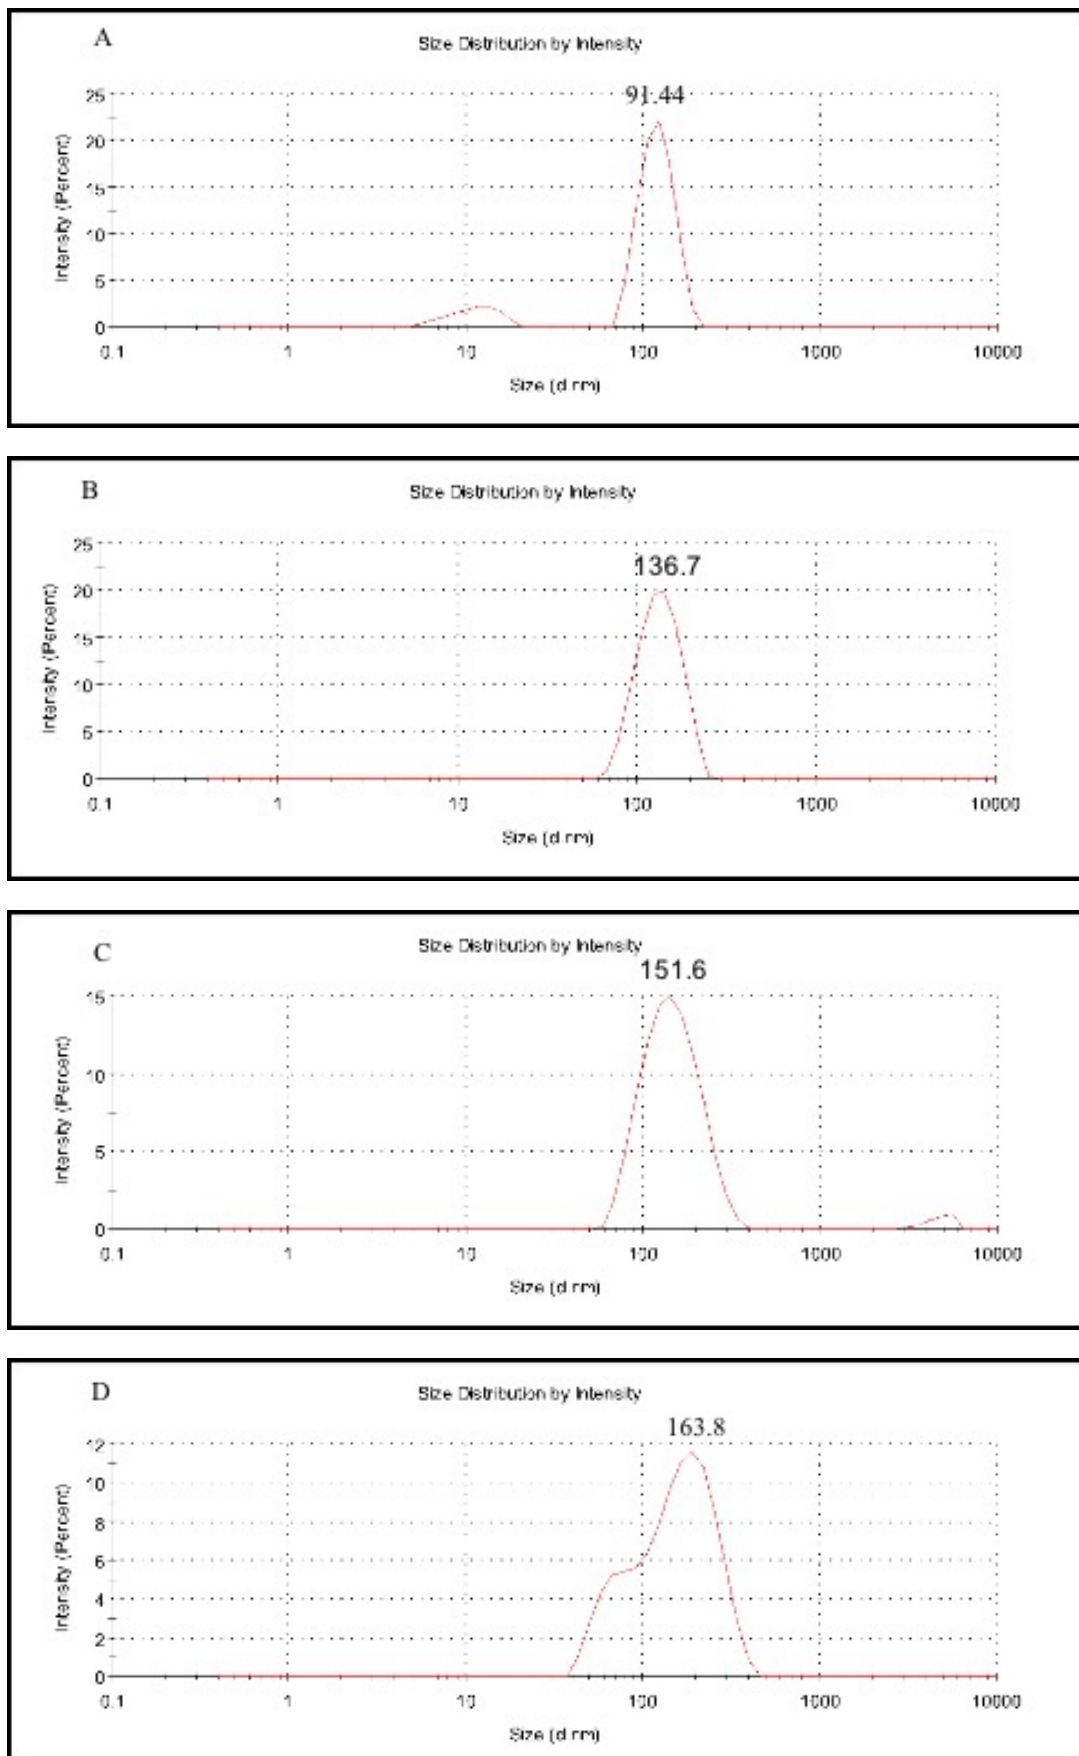 A
Size Distribution by Intensity
91.44
25
20
15
10
5
0
Intensity (Percent)
0.1 1 10 100 1000 10000
Size (d.nm)
B
Size Distribution by Intensity
136.7
25
20
15
10
5
0
Intensity (Percent)
0.1 1 10 100 1000 10000
Size (d.nm)
C
Size Distribution by Intensity
151.6
15
10
5
0
Intensity (Percent)
0.1 1 10 100 1000 10000
Size (d.nm)
D
Size Distribution by Intensity
163.8
12
10
8
6
4
2
0
Intensity (Percent)
0.1 1 10 100 1000 10000
Size (d.nm)